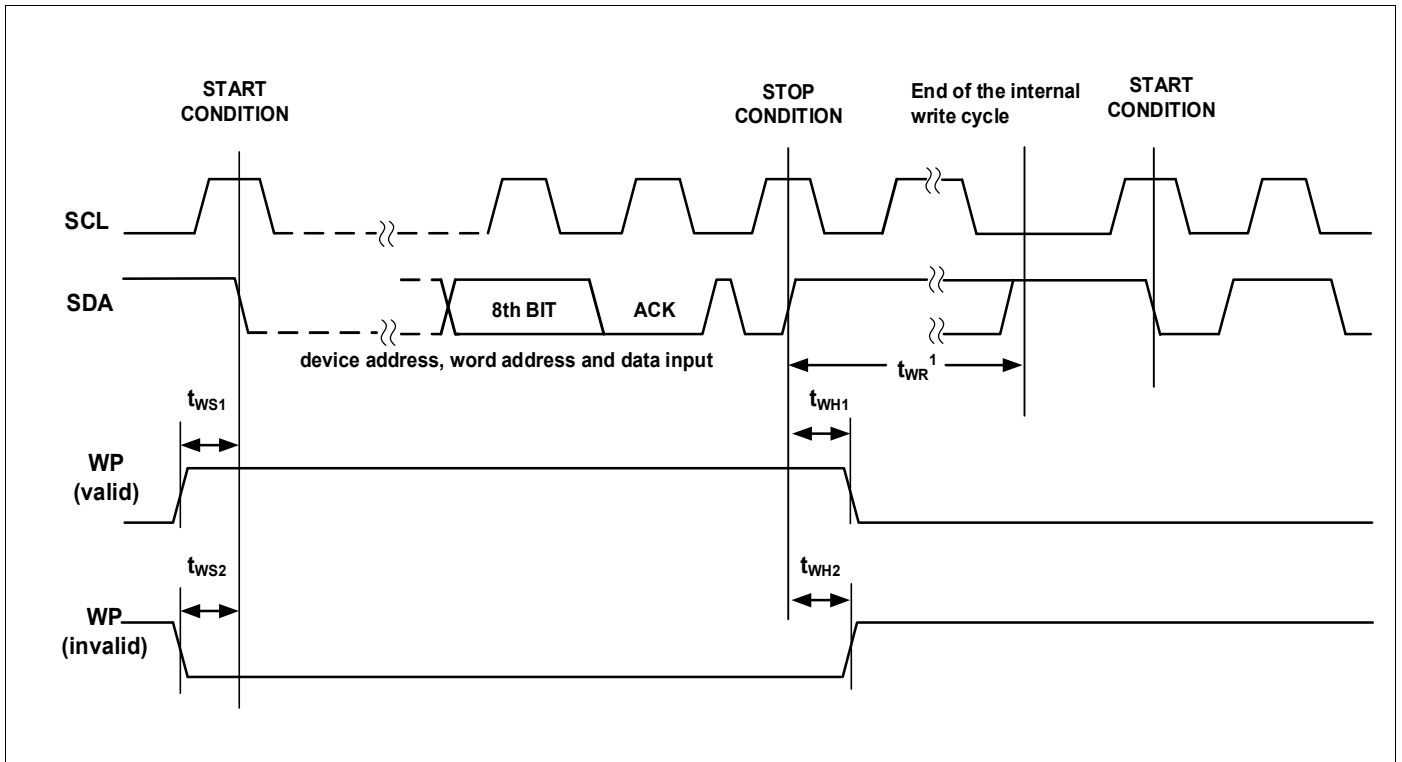 START
CONDITION
STOP
CONDITION
End of the internal
write cycle
START
CONDITION
SCL
SDA
8th BIT
ACK
device address, word address and data input
tWR1
tWS1
tWH1
WP
(valid)
tWS2
tWH2
WP
(invalid)